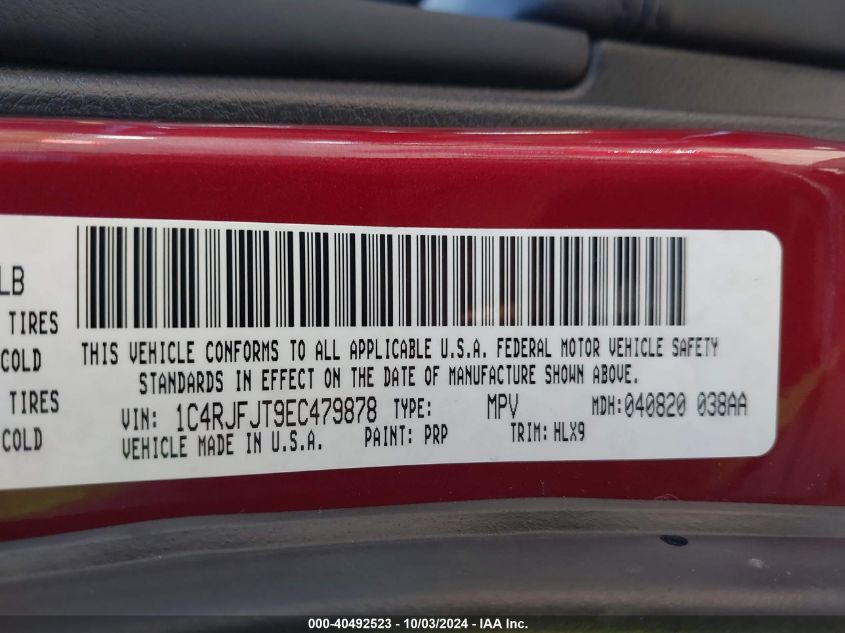 LB
TIRES
COLD
TIRES
COLD
THIS VEHICLE CONFORMS TO ALL APPLICABLE U.S.A. FEDERAL MOTOR VEHICLE SAFETY
STANDARDS IN EFFECT ON THE DATE OF MANUFACTURE SHOWN ABOVE.
VIN: 1C4RJFJT9EC479878 TYPE: MPV MDH:040820 038AA
VEHICLE MADE IN U.S.A. PAINT: PRP TRIM: HLX9
000-40492523 - 10/03/2024 - IAA Inc.